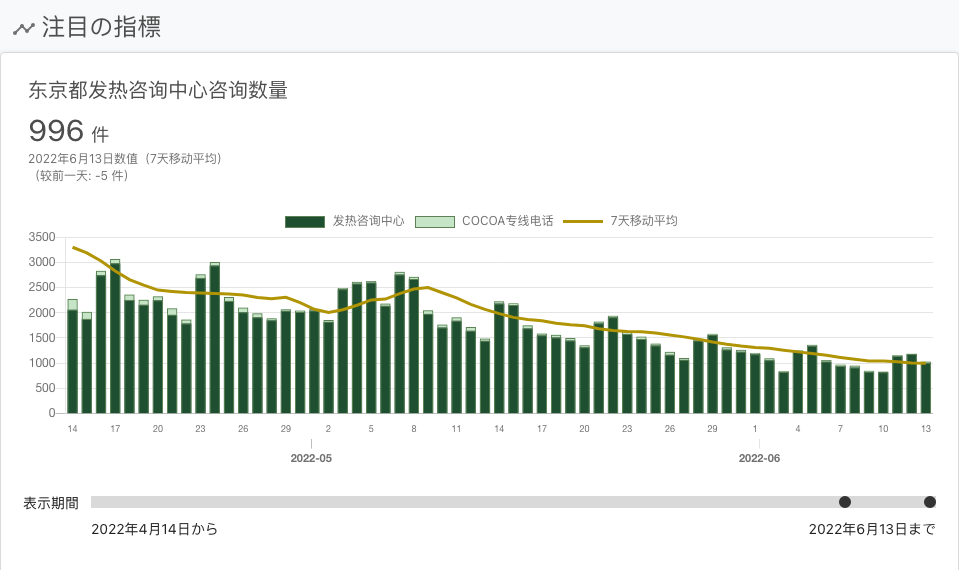 注目の指標
东京都发热咨询中心咨询数量
996 件
2022年6月13日数值（7天移动平均）
（较前一天: -5 件）
发热咨询中心 COCOA专线电话 7天移动平均
3500
3000
2500
2000
1500
1000
500
0
14 17 20 23 26 29 2 5 8 11 14 17 20 23 26 29 1 4 7 10 13
2022-05 2022-06
表示期間
2022年4月14日から 2022年6月13日まで